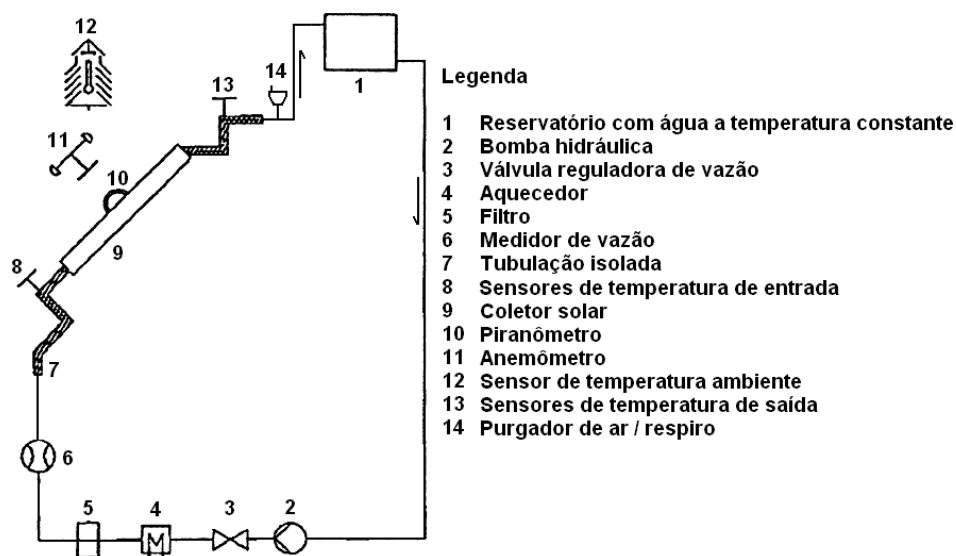 12
14
13
1
Legenda
11
10
9
8
7
6
5
4
3
2
1 Reservatório com água a temperatura constante
2 Bomba hidráulica
3 Válvula reguladora de vazão
4 Aquecedor
5 Filtro
6 Medidor de vazão
7 Tubulação isolada
8 Sensores de temperatura de entrada
9 Coletor solar
10 Piranômetro
11 Anemômetro
12 Sensor de temperatura ambiente
13 Sensores de temperatura de saída
14 Purgador de ar / respiro